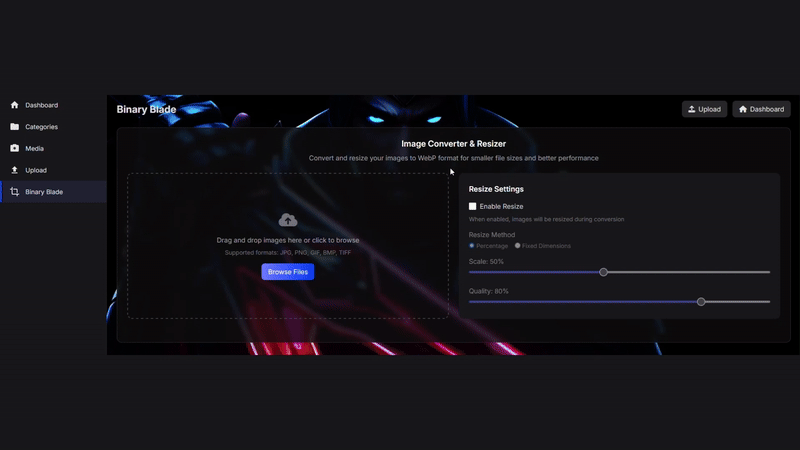 Dashboard
Categories
Media
Upload
Binary Blade
Binary Blade
Upload
Dashboard
Image Converter & Resizer
Convert and resize your images to WebP format for smaller file sizes and better performance
Drag and drop images here or click to browse
Supported formats: JPG, PNG, GIF, BMP, TIFF
Browse Files
Resize Settings
Enable Resize
When enabled, images will be resized during conversion
Resize Method
Percentage
Fixed Dimensions
Scale: 50%
Quality: 80%